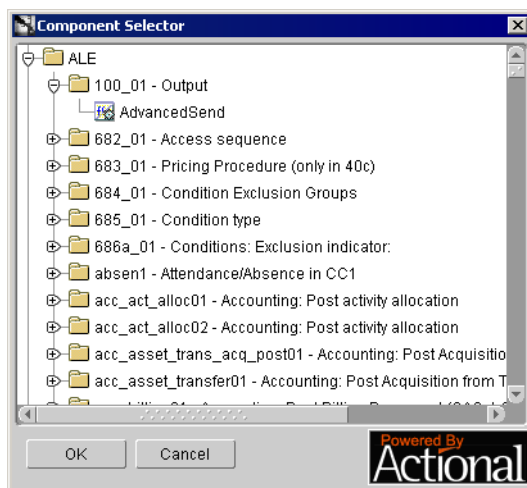 Component Selector
ALE
100_01 - Output
AdvancedSend
682_01 - Access sequence
683_01 - Pricing Procedure (only in 40c)
684_01 - Condition Exclusion Groups
685_01 - Condition type
686a_01 - Conditions: Exclusion indicator:
absen1 - Attendance/Absence in CC1
acc_act_alloc01 - Accounting: Post activity allocation
acc_act_alloc02 - Accounting: Post activity allocation
acc_asset_trans_acq_post01 - Accounting: Post Acquisitio
acc_asset_transfer01 - Accounting: Post Acquisition from T
OK
Cancel
Powered By
Actional